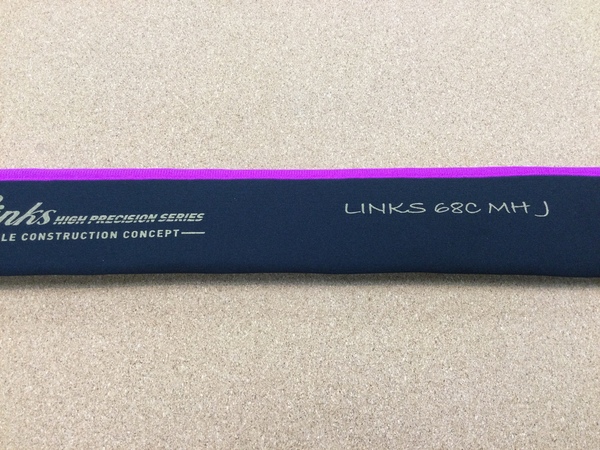 inks HIGH PRECISION SERIES
LE CONSTRUCTION CONCEPT
LINKS 68C MH J